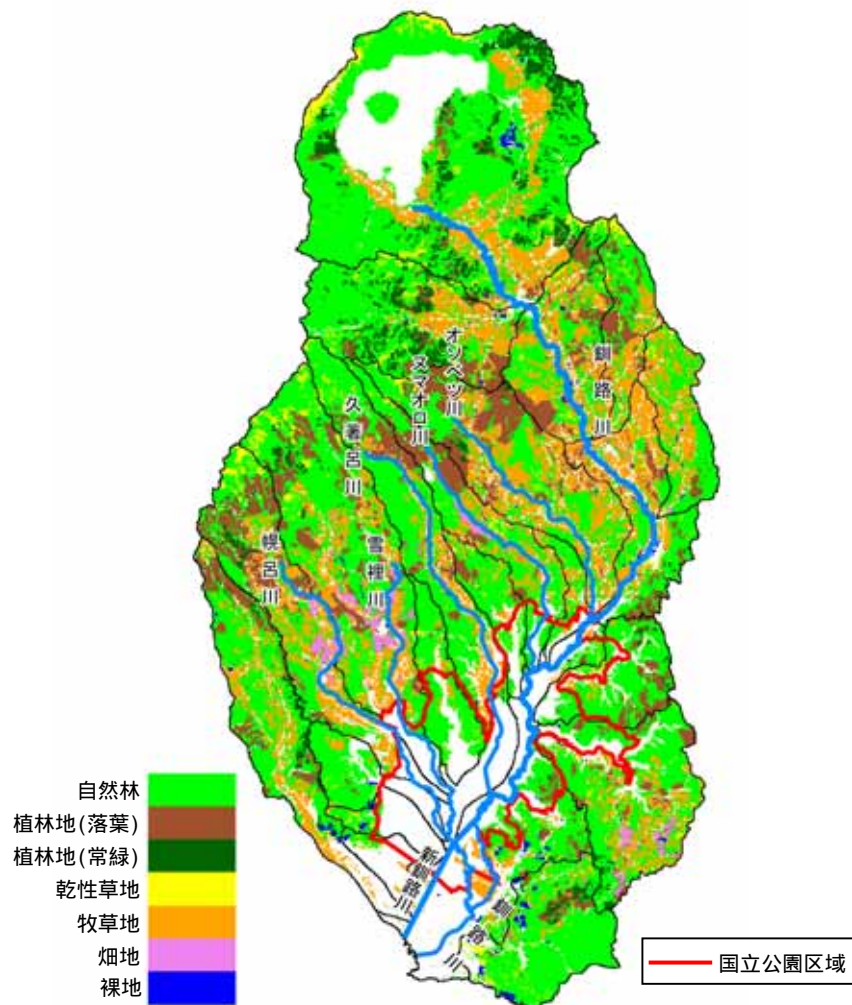 オンベツ川
ヌマオロ川
釧路川
久著呂川
雪裡川
幌呂川
新釧路川
釧路川
自然林
植林地(落葉)
植林地(常緑)
乾性草地
牧草地
畑地
裸地
国立公園区域